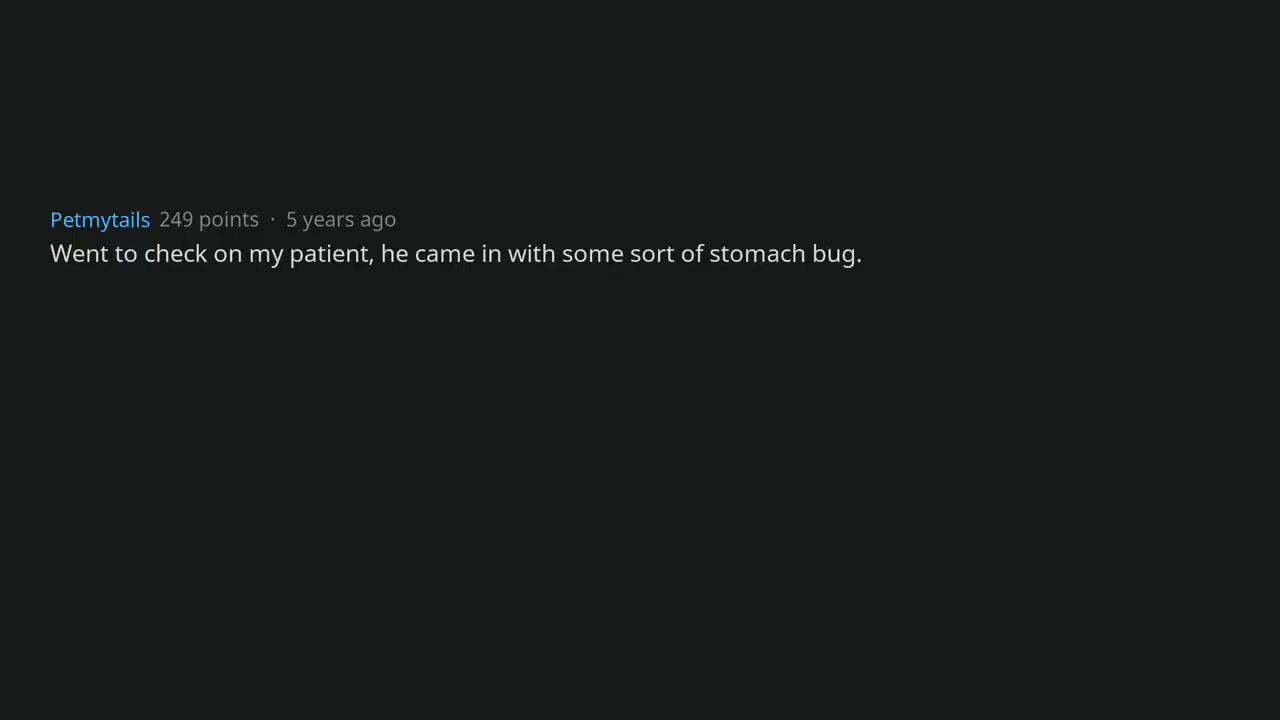 Petmytails 249 points · 5 years ago
Went to check on my patient, he came in with some sort of stomach bug.